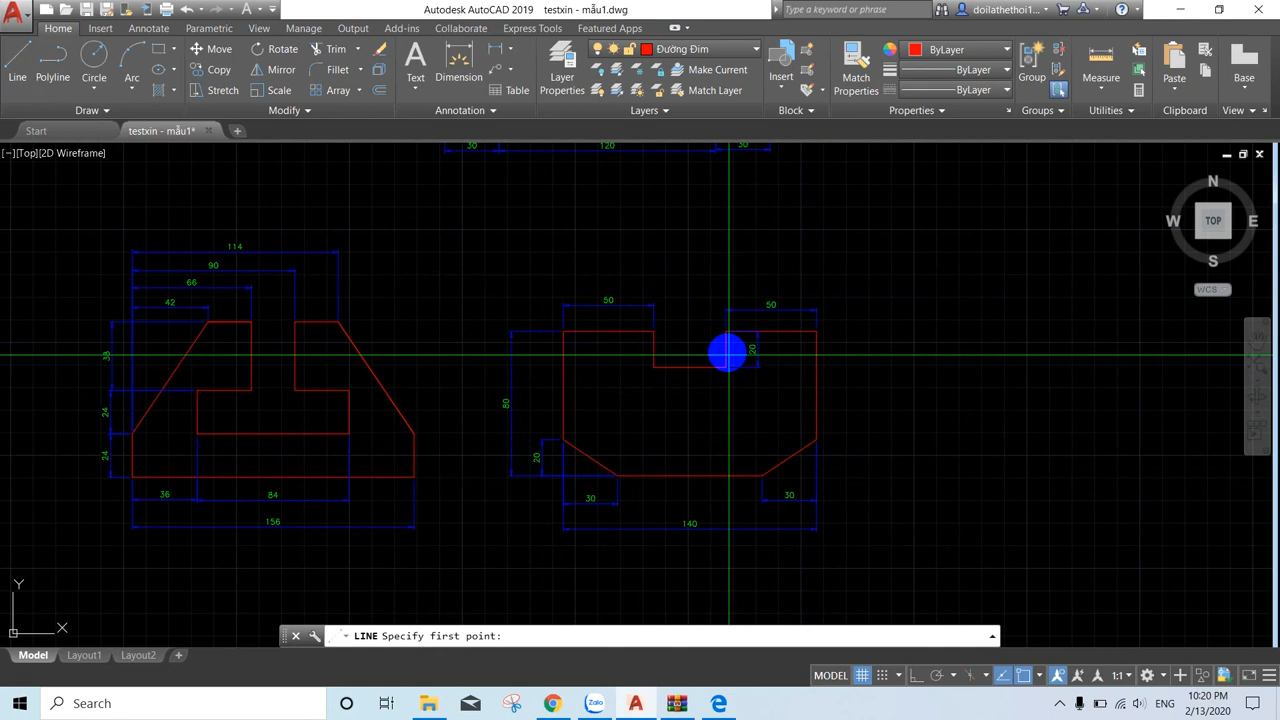 Autodesk AutoCAD 2019 testxin - mẫu1.dwg
Type a keyword or phrase
doilathethoi1...
Home Insert Annotate Parametric View Manage Output Add-ins Collaborate Express Tools Featured Apps
Line Polyline Circle Arc
Move Rotate Trim
Copy Mirror Fillet
Stretch Scale Array
Text Dimension Table
Layer Properties
Đường Đim
Make Current
Match Layer
Insert
Match Properties
ByLayer
ByLayer
ByLayer
Group
Measure
Paste
Base
Draw Modify Annotation Layers Block Properties Groups Utilities Clipboard View
Start testxin - mẫu1*
[−][Top][2D Wireframe]
30 120 30
N
W TOP E
S
WCS
114
90
66
42
38
24
24
36 84
156
50 50
20
80
20
30 30
140
Y
X
LINE Specify first point:
Model Layout1 Layout2
MODEL 1:1
Search
Zalo
ENG
10:20 PM
2/13/2020